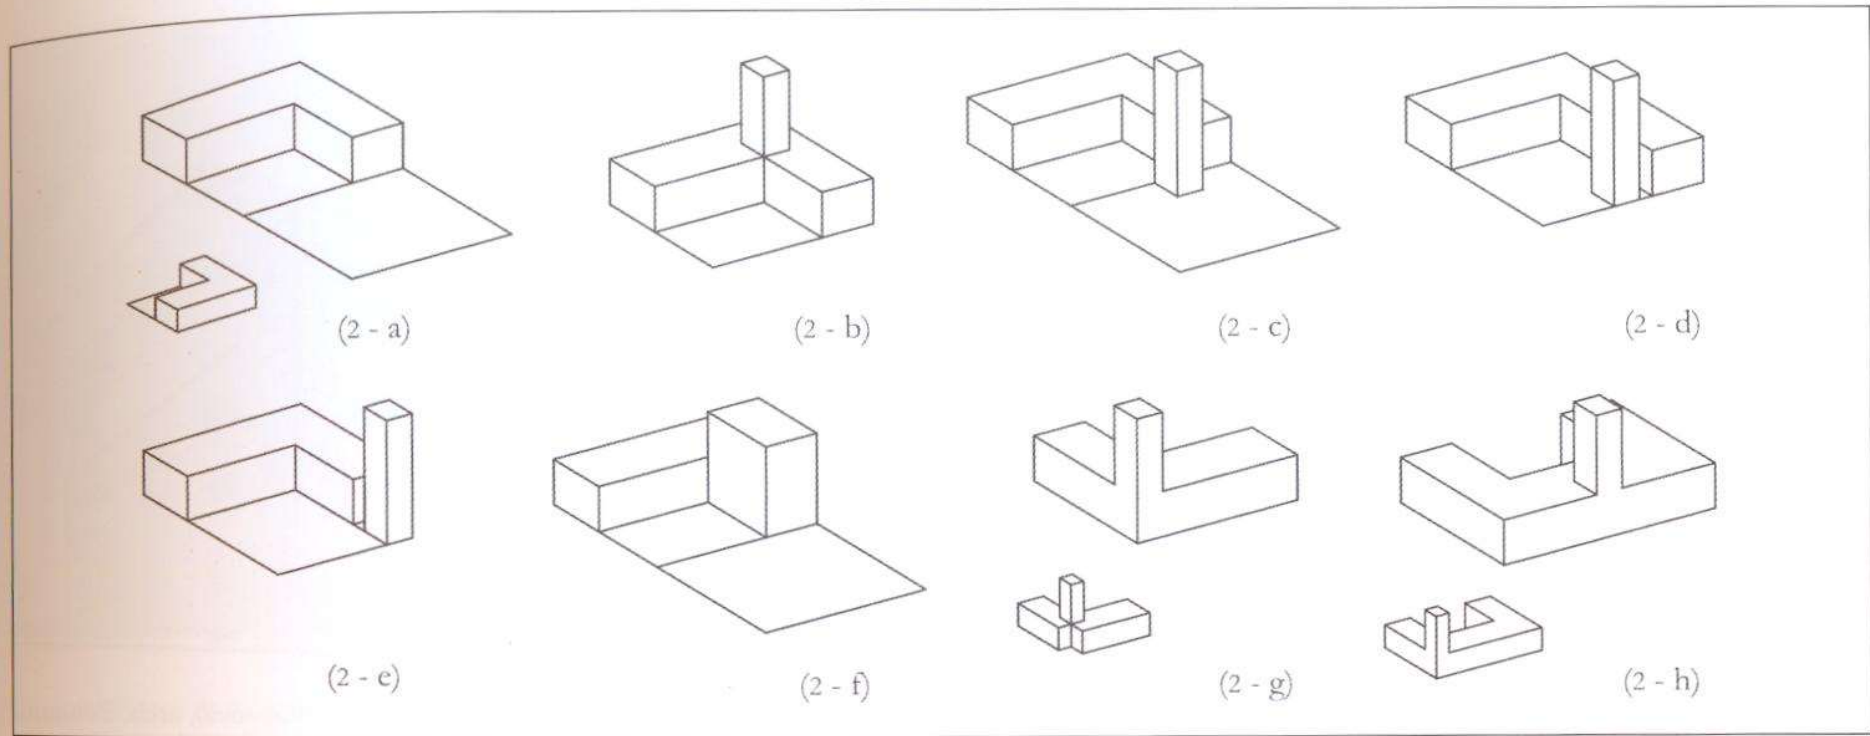 (2 - a)
(2 - b)
(2 - c)
(2 - d)
(2 - e)
(2 - f)
(2 - g)
(2 - h)